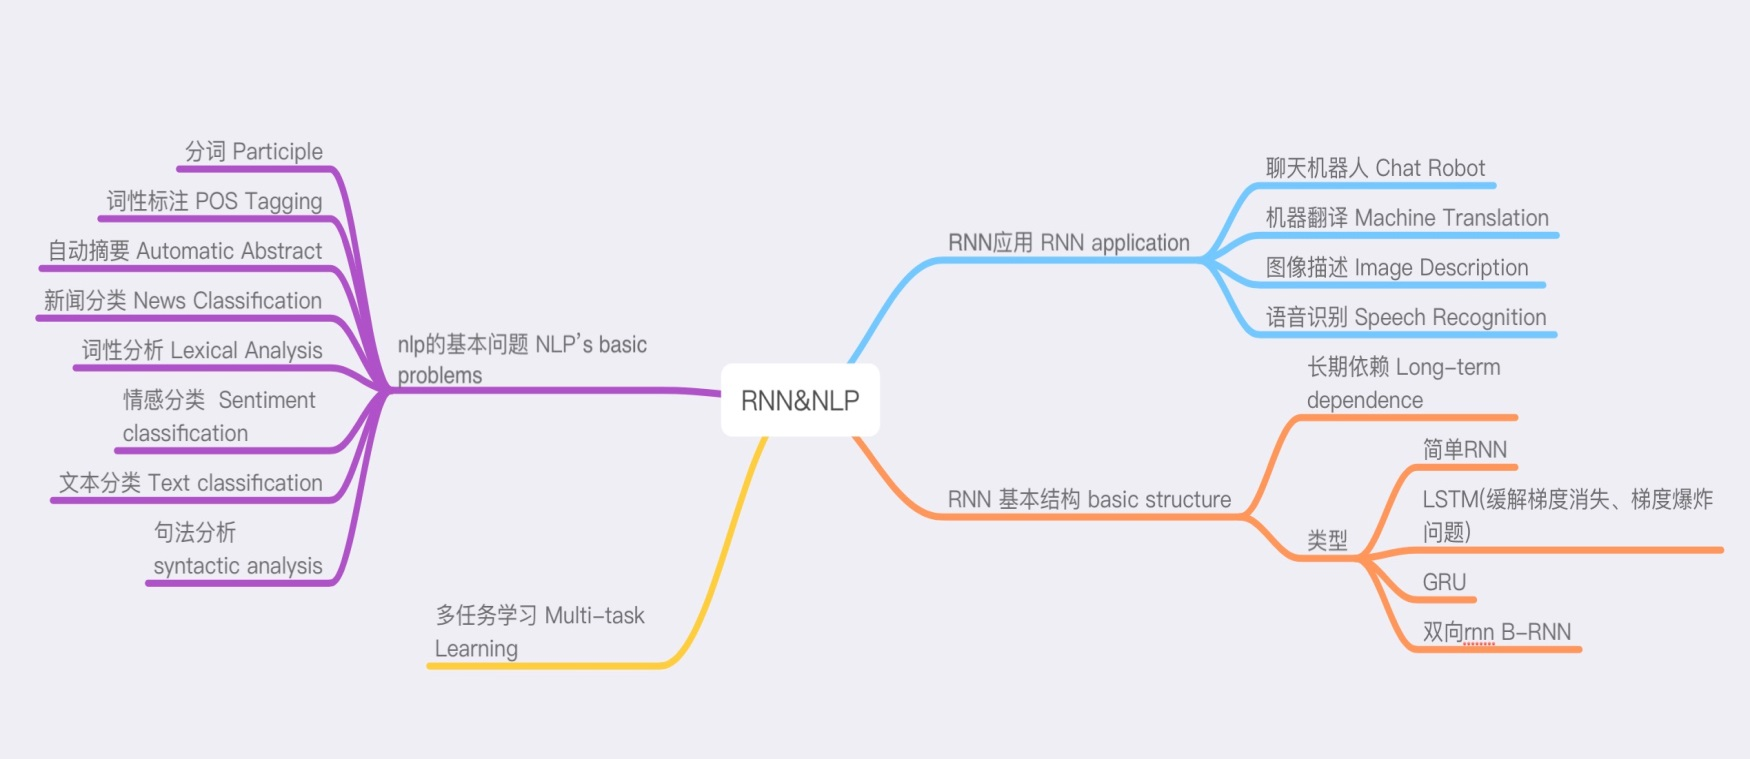 RNN&NLP
分词 Participle
词性标注 POS Tagging
自动摘要 Automatic Abstract
新闻分类 News Classification
词性分析 Lexical Analysis
情感分类  Sentiment
classification
文本分类 Text classification
句法分析
syntactic analysis
nlp的基本问题 NLP’s basic
problems
多任务学习 Multi-task
Learning
RNN应用 RNN application
聊天机器人 Chat Robot
机器翻译 Machine Translation
图像描述 Image Description
语音识别 Speech Recognition
RNN 基本结构 basic structure
长期依赖 Long-term
dependence
类型
简单RNN
LSTM(缓解梯度消失、梯度爆炸
问题)
GRU
双向rnn B-RNN